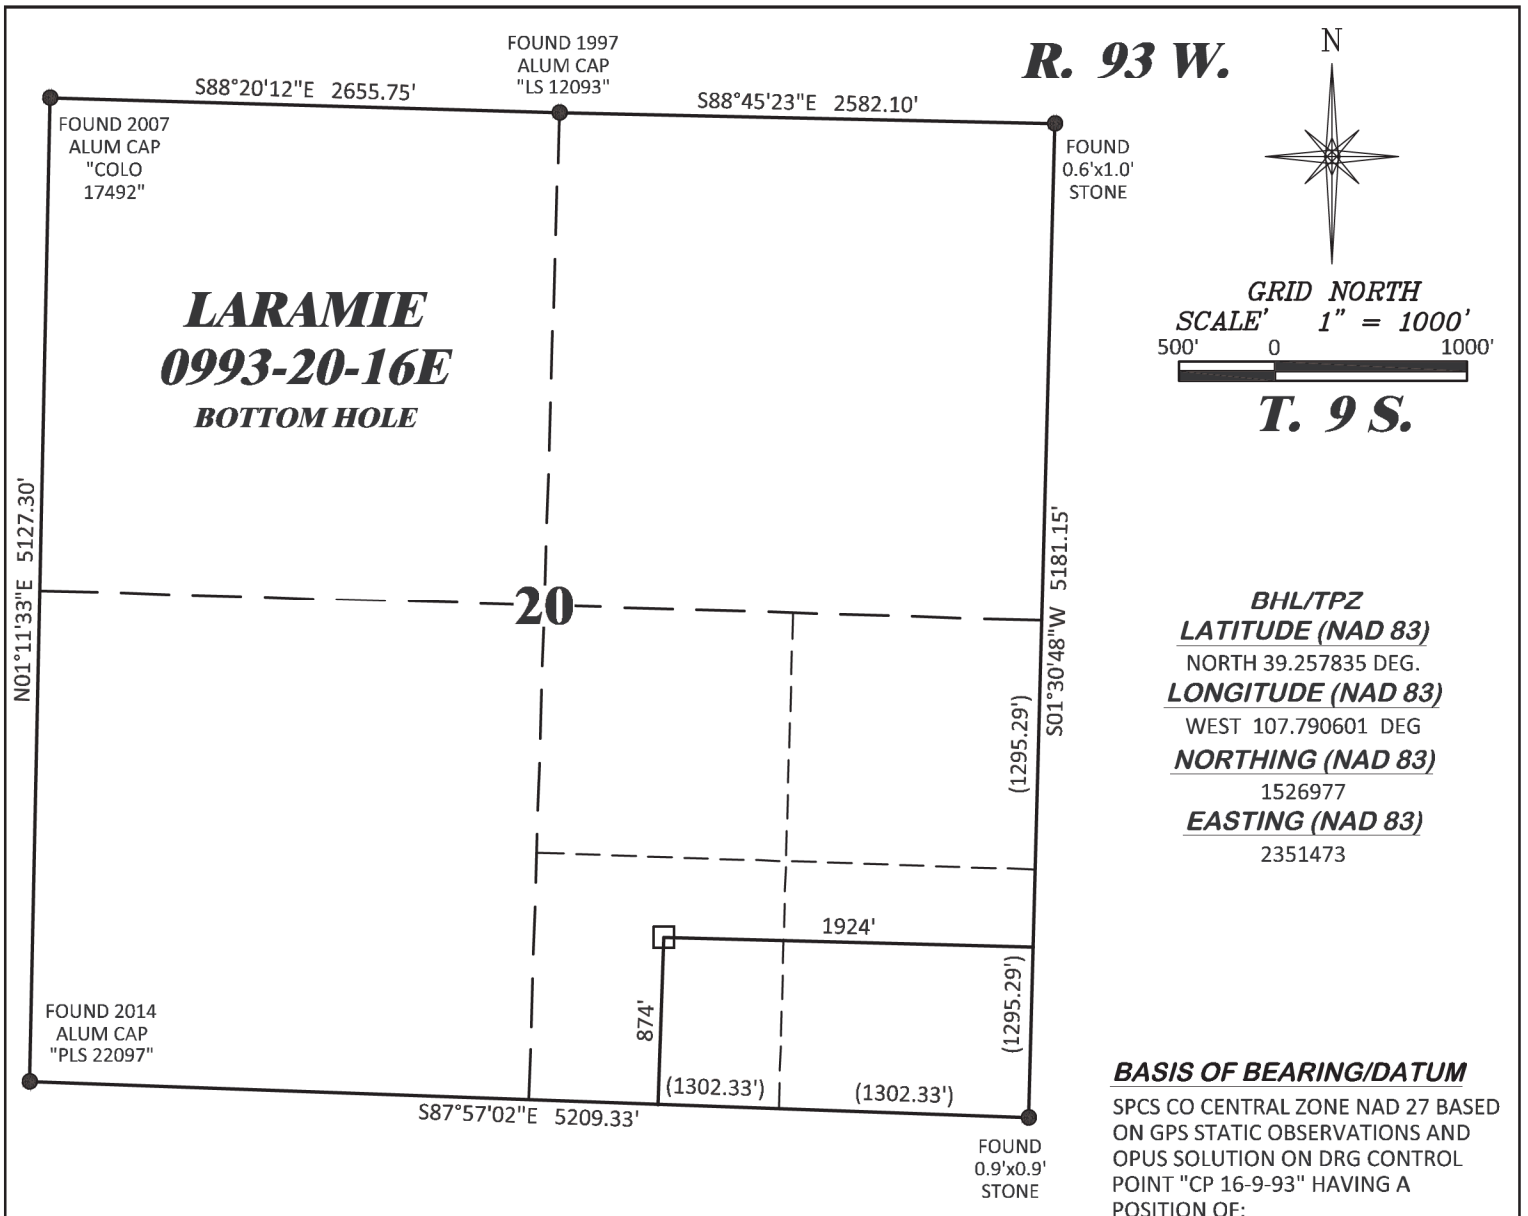 FOUND 1997
ALUM CAP
"LS 12093"
R. 93 W.
N
S88°20'12"E 2655.75'
S88°45'23"E 2582.10'
FOUND 2007
ALUM CAP
"COLO
17492"
FOUND
0.6'x1.0'
STONE
LARAMIE
0993-20-16E
BOTTOM HOLE
GRID NORTH
SCALE' 1" = 1000'
500' 0 1000'
T. 9 S.
N01°11'33"E 5127.30'
S01°30'48"W 5181.15'
20
BHL/TPZ
LATITUDE (NAD 83)
NORTH 39.257835 DEG.
LONGITUDE (NAD 83)
WEST 107.790601 DEG
NORTHING (NAD 83)
1526977
EASTING (NAD 83)
2351473
(1295.29')
1924'
874'
(1295.29')
FOUND 2014
ALUM CAP
"PLS 22097"
(1302.33')
(1302.33')
S87°57'02"E 5209.33'
FOUND
0.9'x0.9'
STONE
BASIS OF BEARING/DATUM
SPCS CO CENTRAL ZONE NAD 27 BASED
ON GPS STATIC OBSERVATIONS AND
OPUS SOLUTION ON DRG CONTROL
POINT "CP 16-9-93" HAVING A
POSITION OF: